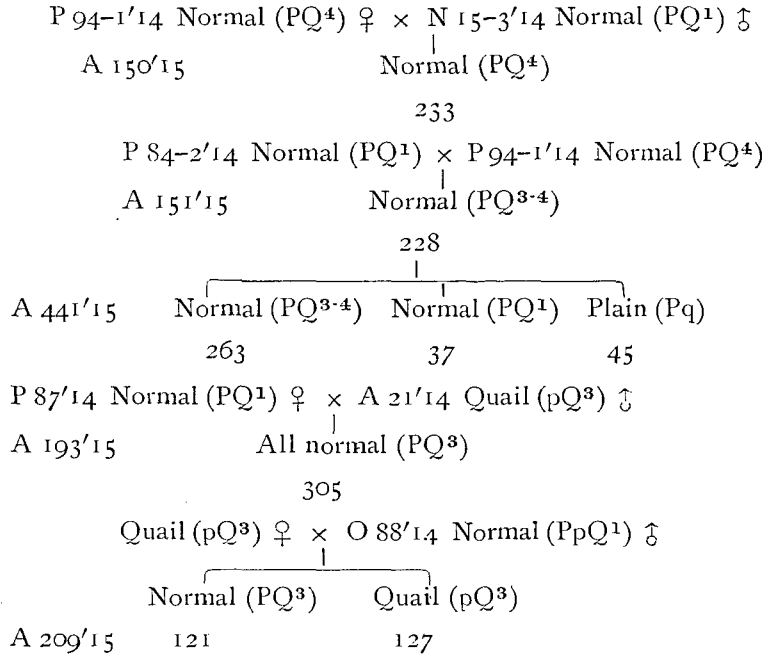 P 94–1′14 Normal (PQ⁴) ♀ × N 15–3′14 Normal (PQ¹) ♂
A 150′15 Normal (PQ⁴)
233
P 84–2′14 Normal (PQ¹) × P 94–1′14 Normal (PQ⁴)
A 151′15 Normal (PQ³·⁴)
228
A 441′15 Normal (PQ³·⁴) Normal (PQ¹) Plain (Pq)
263 37 45
P 87′14 Normal (PQ¹) ♀ × A 21′14 Quail (pQ³) ♂
A 193′15 All normal (PQ³)
305
Quail (pQ³) ♀ × O 88′14 Normal (PpQ¹) ♂
Normal (PQ³) Quail (pQ³)
A 209′15 121 127